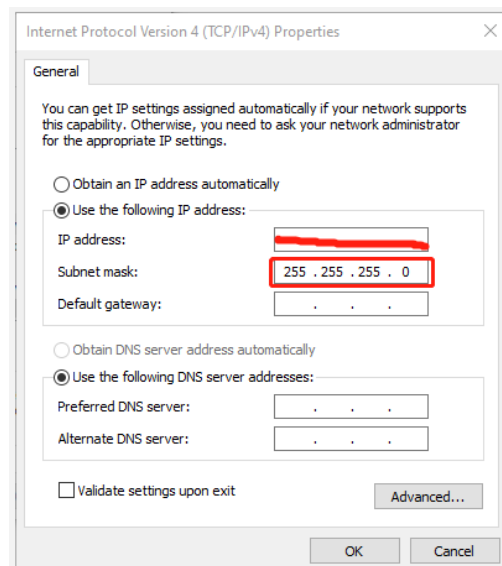 Internet Protocol Version 4 (TCP/IPv4) Properties
General
You can get IP settings assigned automatically if your network supports
this capability. Otherwise, you need to ask your network administrator
for the appropriate IP settings.
Obtain an IP address automatically
Use the following IP address:
IP address:
Subnet mask: 255 . 255 . 255 . 0
Default gateway: . . .
Obtain DNS server address automatically
Use the following DNS server addresses:
Preferred DNS server: . . .
Alternate DNS server: . . .
Validate settings upon exit
Advanced...
OK Cancel